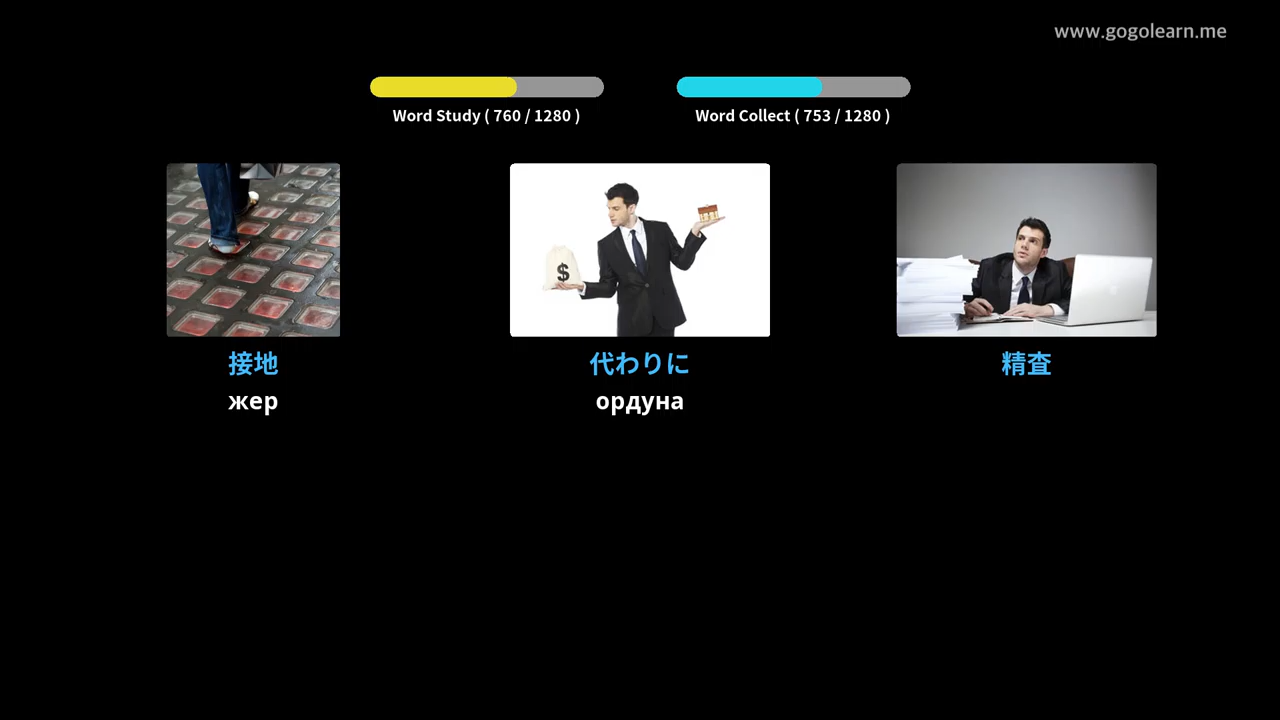 www.gogolearn.me
Word Study ( 760 / 1280 )
Word Collect ( 753 / 1280 )
$
接地
жер
代わりに
ордуна
精査